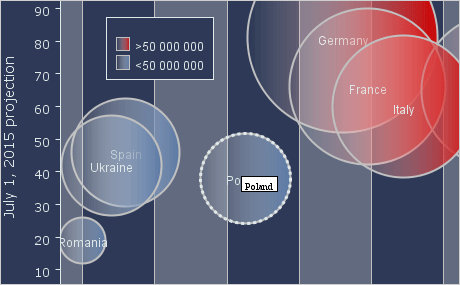 July 1, 2015 projection
90
80
70
60
50
40
30
20
10
>50 000 000
<50 000 000
Germany
France
Italy
Spain
Ukraine
Po
Poland
Romania